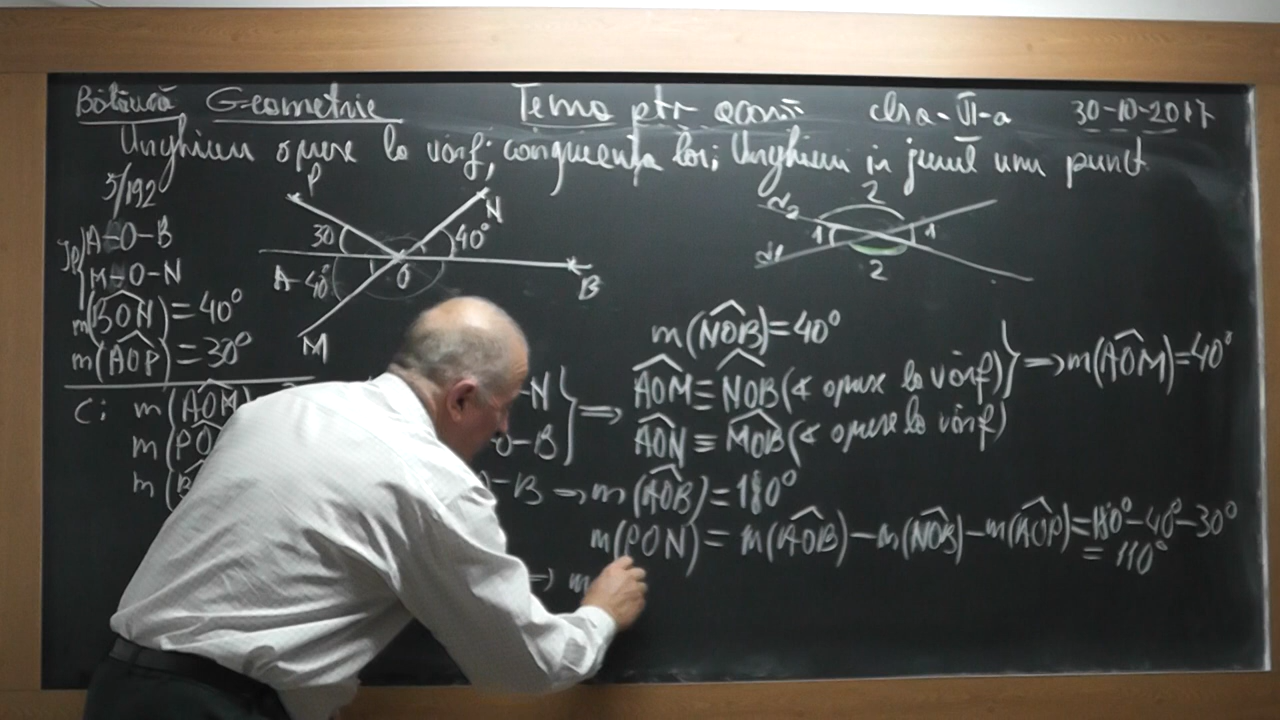 Geometrie Tema ptr acasă cls a-VI-a 30-10-2017
Unghiuri opuse la vârf; congruența lor; Unghiuri în jurul unui punct
5/192
P
N
30
40°
A
40°
O
B
M
d2
2
1
1
d1
2
Ip
A-O-B
M-O-N
m(BON)=40°
m(AOP)=30°
C: m(AOM)
m(PO
m(B
-N
O-B
⇒
m(NOB)=40°
AOM≡NOB(∢ opuse la vârf)
AON≡MOB(∢ opuse la vârf)
⇒m(AOM)=40°
O-B ⇒ m(AOB)=180°
m(PON)=m(AOB)-m(NOB)-m(AOP)=180°-40°-30°
=110°
⇒ m